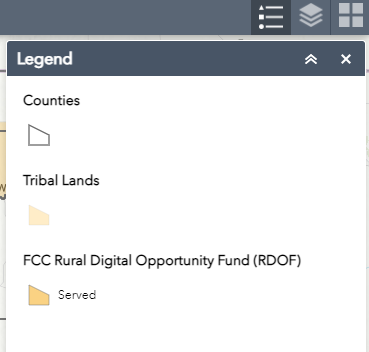 Legend
Counties
Tribal Lands
FCC Rural Digital Opportunity Fund (RDOF)
Served